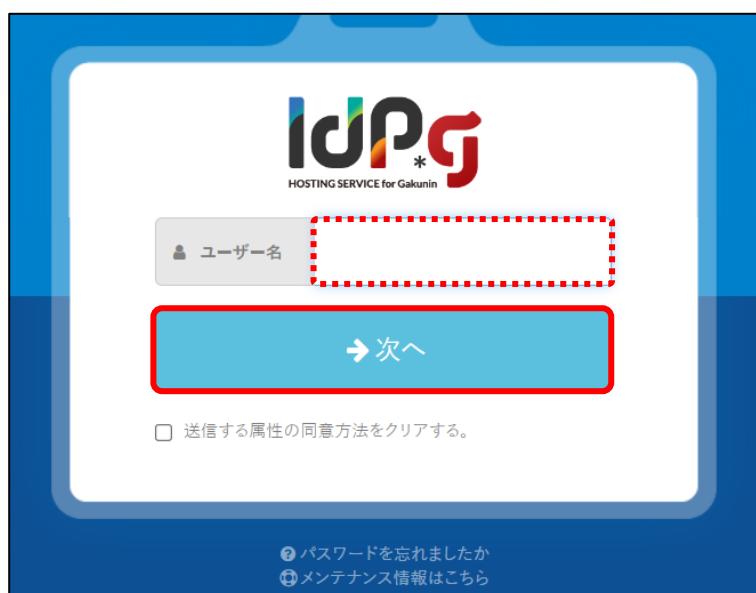 IdP*g
HOSTING SERVICE for Gakunin
ユーザー名
次へ
送信する属性の同意方法をクリアする。
パスワードを忘れましたか
メンテナンス情報はこちら